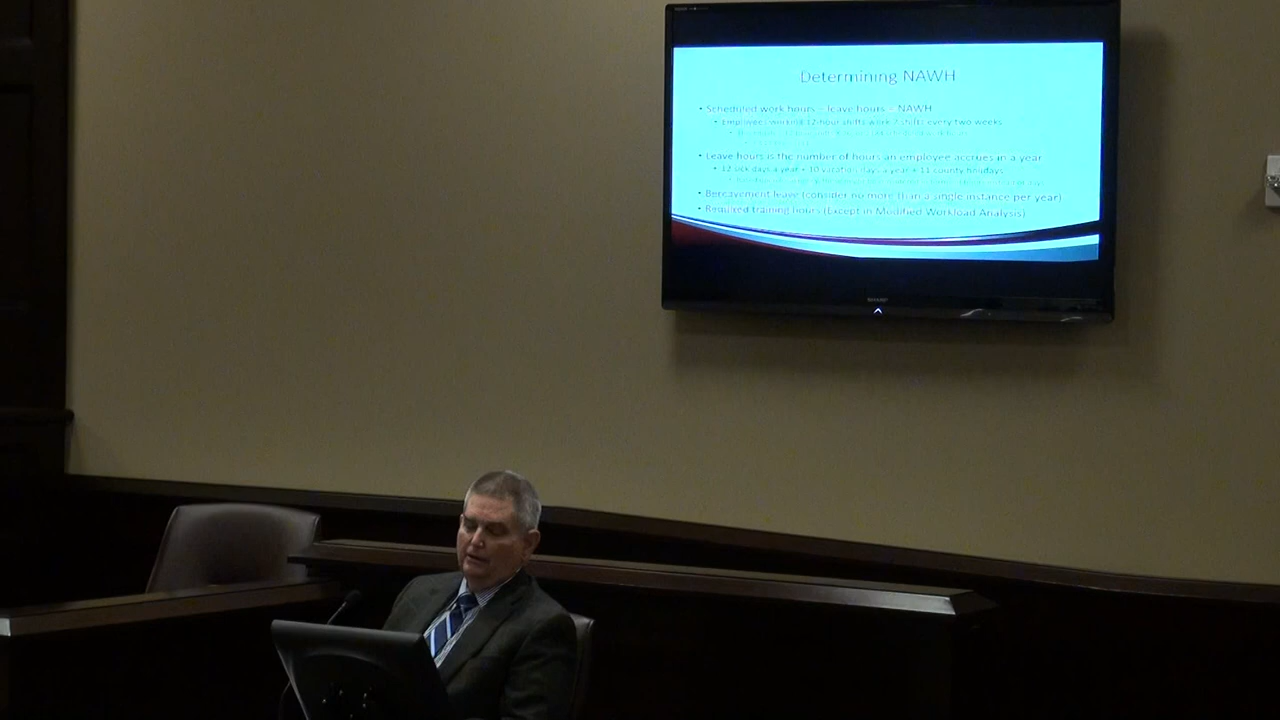 Determining NAWH
• Scheduled work hours – leave hours = NAWH
• Employees working 12-hour shifts work 7 shifts every two weeks
• Leave hours is the number of hours an employee accrues in a year
• 12 sick days a year + 10 vacation days a year + 11 county holidays
• Bereavement leave (consider no more than a single instance per year)
• Required training hours (Except in Modified Workload Analysis)
SHARP